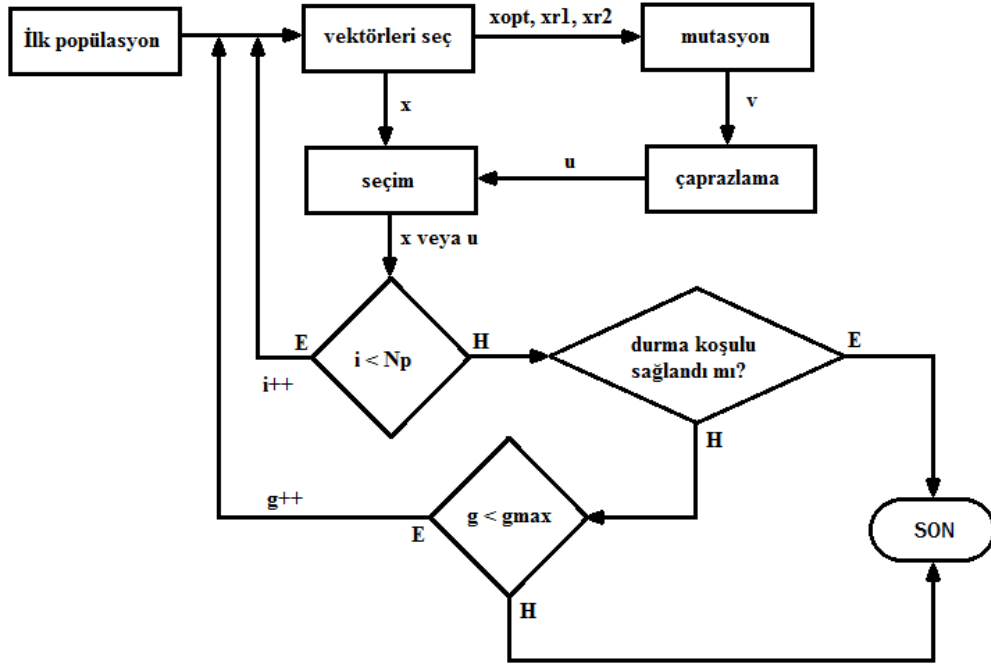 İlk popülasyon
vektörleri seç
xopt, xr1, xr2
mutasyon
x
v
seçim
u
çaprazlama
x veya u
E
i < Np
H
i++
durma koşulu
sağlandı mı?
E
H
g++
E
g < gmax
H
SON